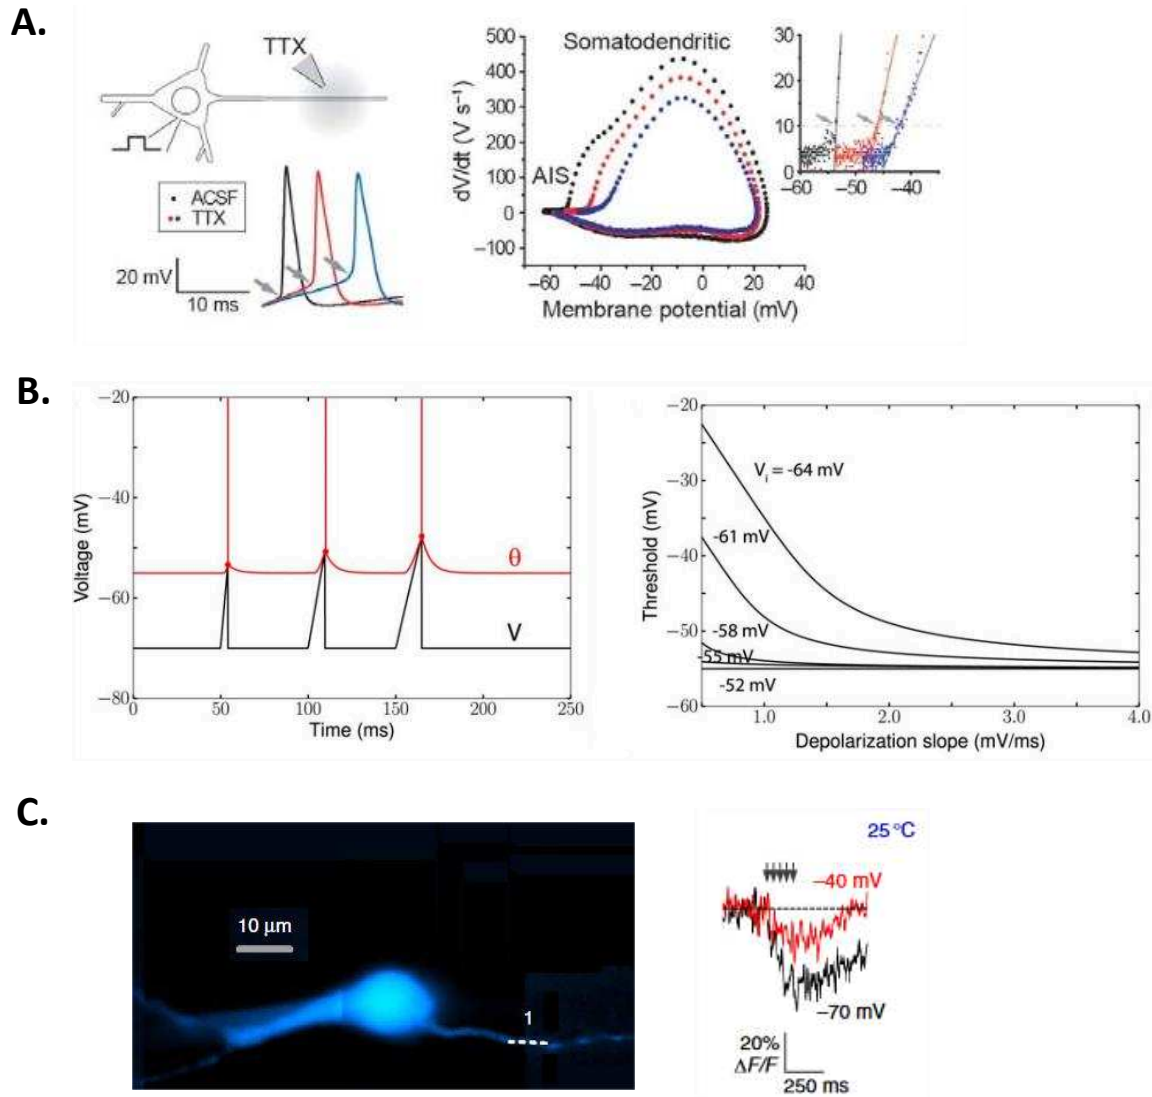 A.
TTX
ACSF
TTX
20 mV
10 ms
500
400
300
200
100
0
−100
−60
−40
−20
0
20
40
Somatodendritic
AIS
dV/dt (V s⁻¹)
Membrane potential (mV)
30
20
10
0
−60
−50
−40
B.
−20
−40
−60
−80
0
50
100
150
200
250
θ
V
Voltage (mV)
Time (ms)
−20
−30
−40
−50
−60
1.0
2.0
3.0
4.0
Vi = -64 mV
-61 mV
-58 mV
55 mV
-52 mV
Threshold (mV)
Depolarization slope (mV/ms)
C.
10 μm
1
25 °C
−40 mV
−70 mV
20%
ΔF/F
250 ms